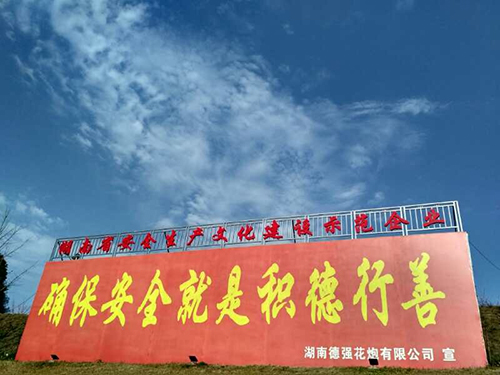 湖南省安全生产文化建设示范企业
确保安全就是积德行善
湖南德强花炮有限公司 宣